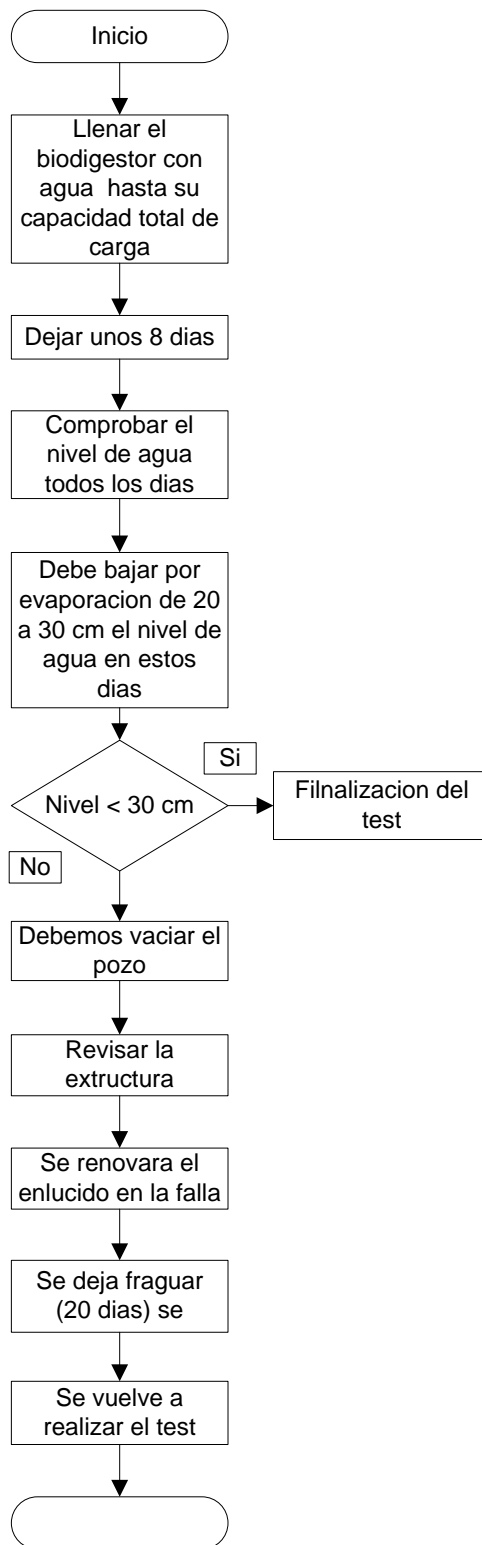 Inicio
Llenar el
biodigestor con
agua  hasta su
capacidad total de
carga
Dejar unos 8 dias
Comprobar el
nivel de agua
todos los dias
Debe bajar por
evaporacion de 20
a 30 cm el nivel de
agua en estos
dias
Si
Nivel < 30 cm
Filnalizacion del
test
No
Debemos vaciar el
pozo
Revisar la
extructura
Se renovara el
enlucido en la falla
Se deja fraguar
(20 dias) se
Se vuelve a
realizar el test